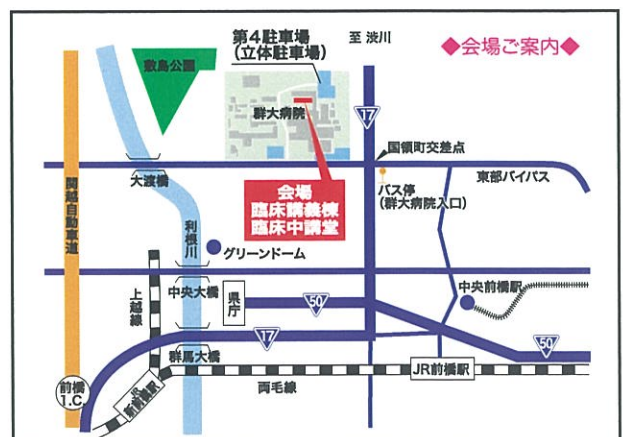 第4駐車場
(立体駐車場)
至 渋川
◆会場ご案内◆
敷島公園
群大病院
17
国領町交差点
大渡橋
バス停
(群大病院入口)
東部バイパス
会場
臨床講義棟
臨床中講堂
関越自動車道
利根川
グリーンドーム
上越線
中央大橋
県庁
50
中央前橋駅
17
群馬大橋
50
前橋
I.C.
JR新前橋駅
両毛線
JR前橋駅